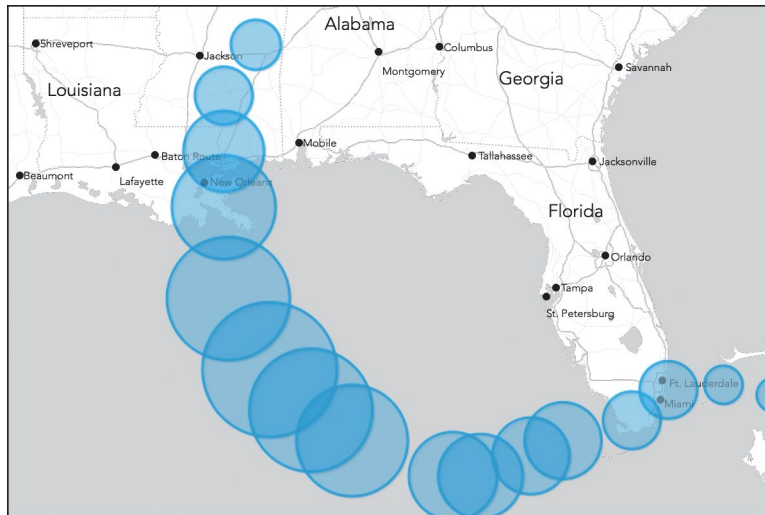 Alabama
Shreveport
Jackson
Columbus
Montgomery
Savannah
Louisiana
Georgia
Mobile
Baton Route
Tallahassee
Jacksonville
Beaumont
Lafayette
New Orleans
Florida
Orlando
Tampa
St. Petersburg
Ft. Lauderdale
Miami